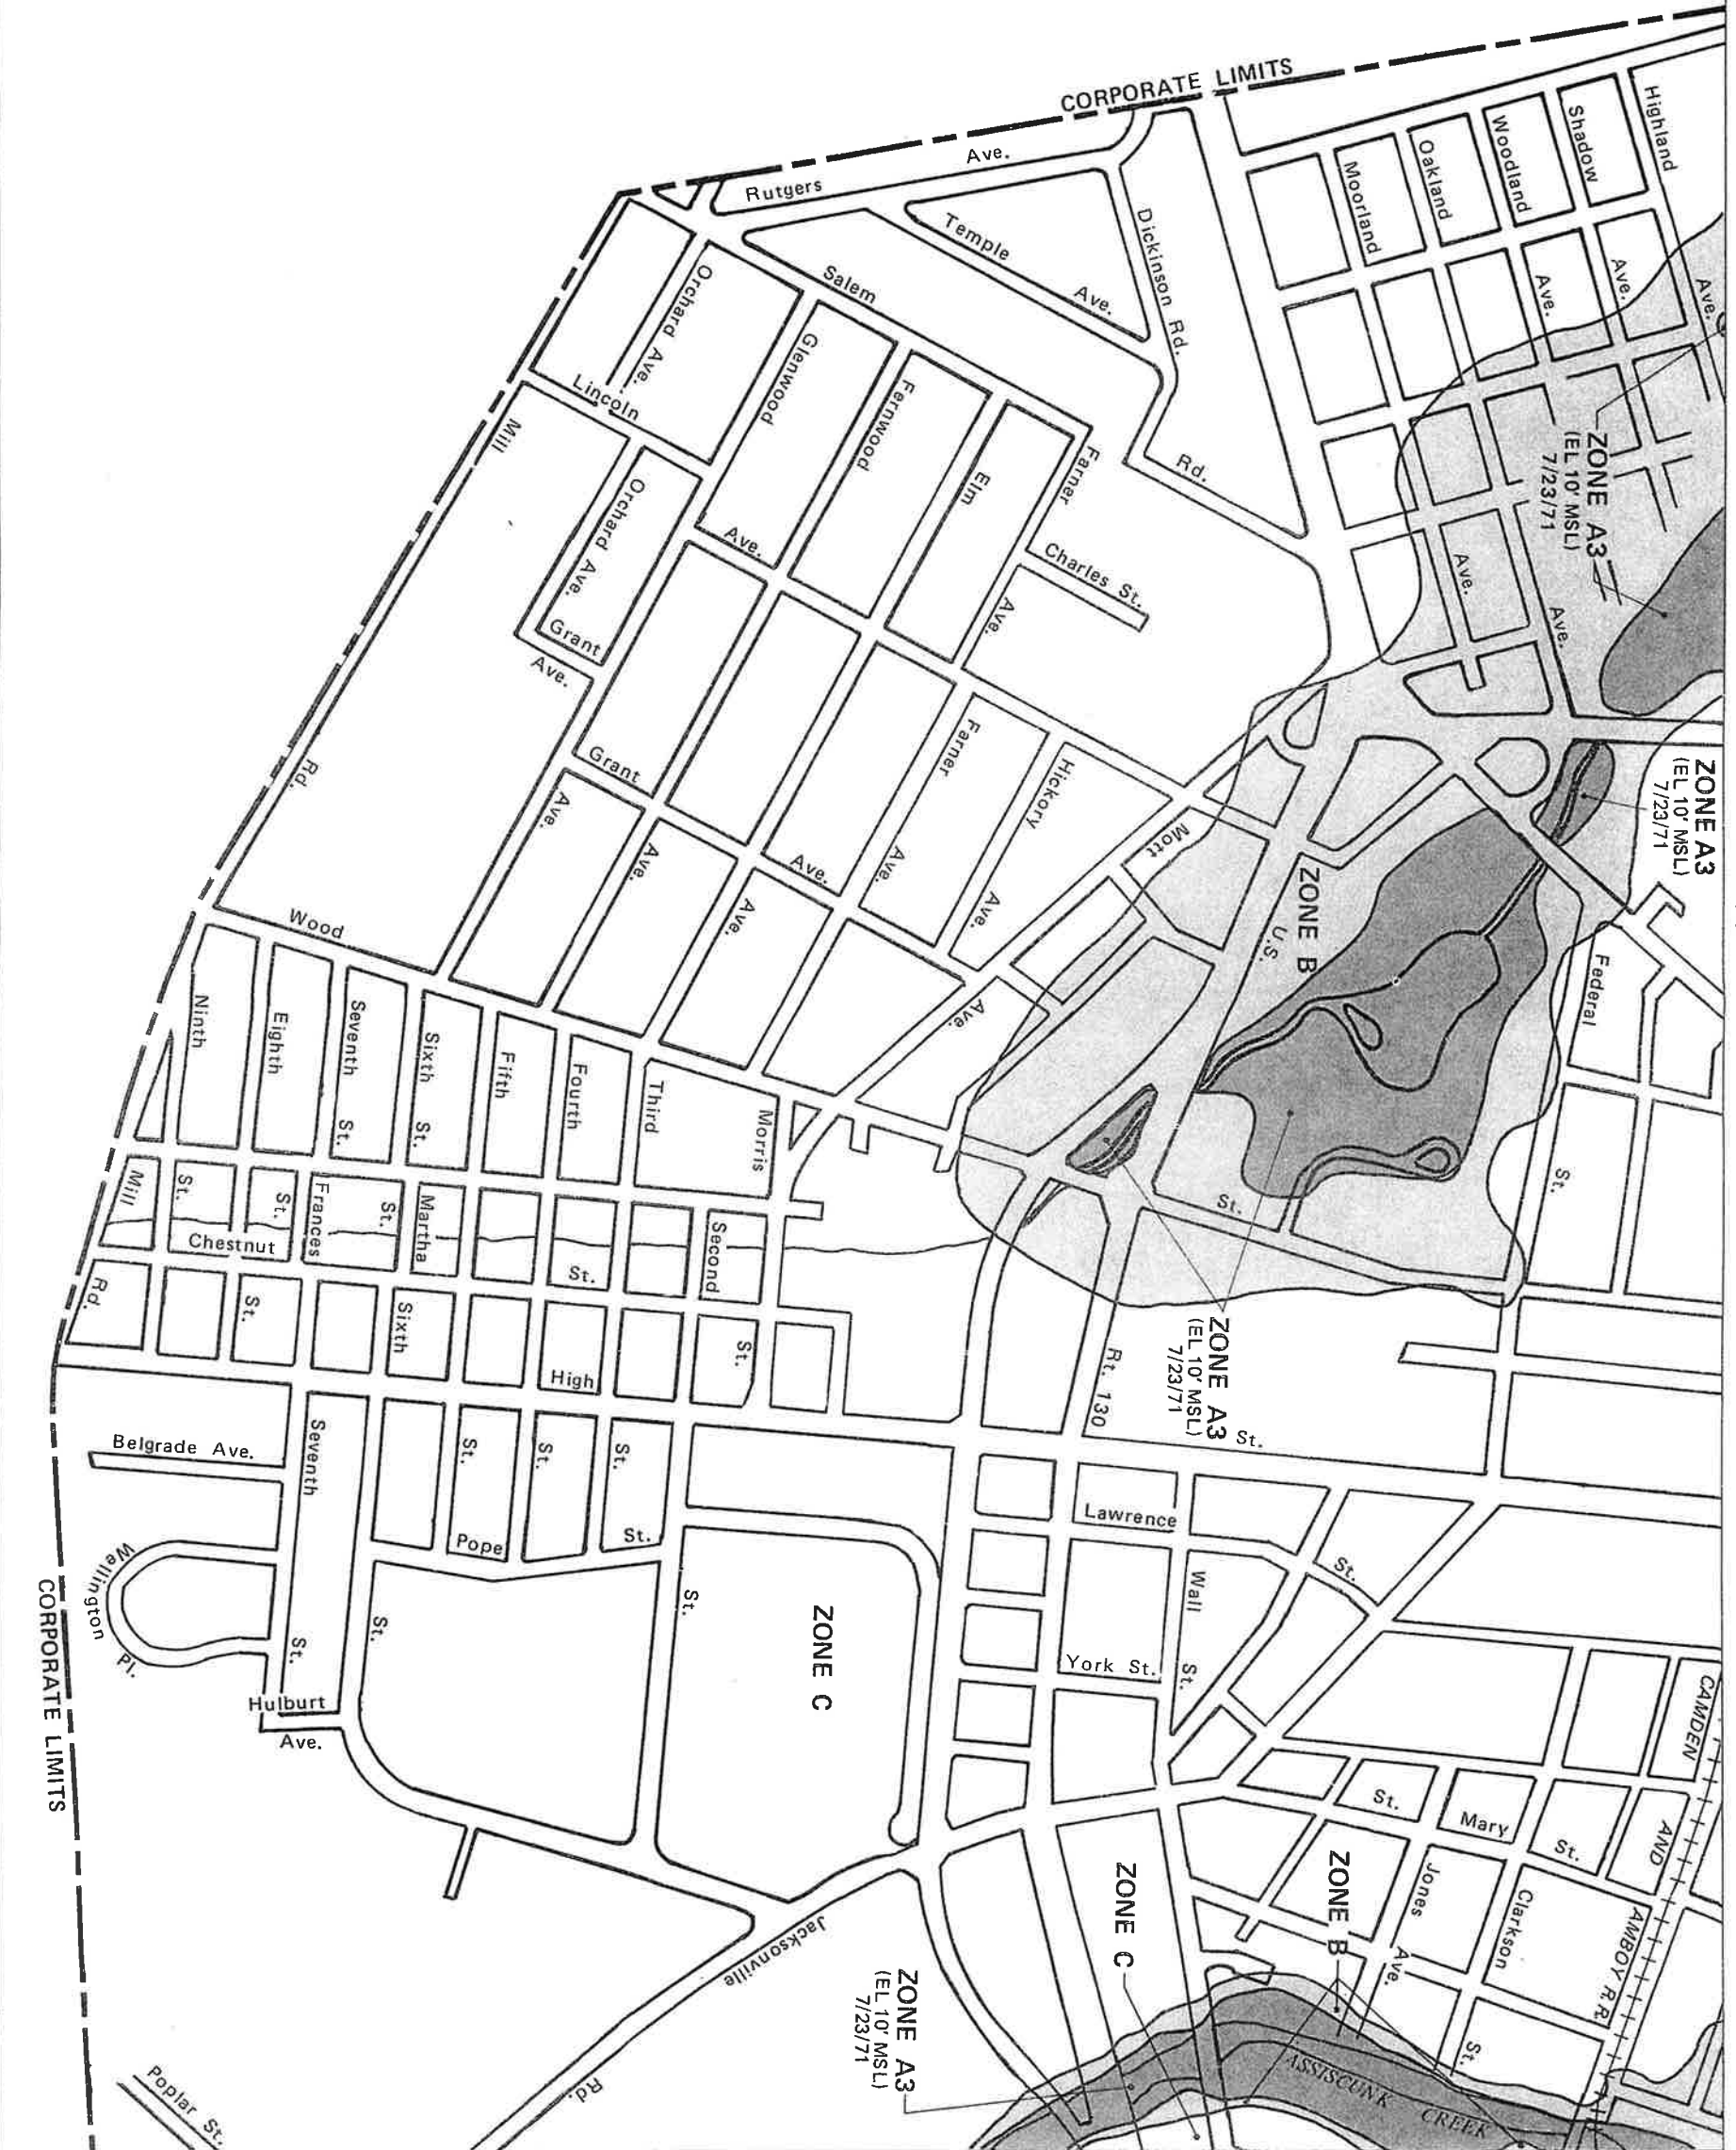 CORPORATE LIMITS
Highland
Ave.
Shadow
Ave.
Woodland
Ave.
Oakland
Moorland
Ave.
Ave.
Rutgers
Ave.
Temple
Ave.
Dickinson Rd.
Rd.
Salem
Orchard Ave.
Lincoln
Glenwood
Ave.
Fernwood
Elm
Farner
Ave.
Charles St.
Mill
Rd.
Orchard Ave.
Grant
Ave.
Grant
Ave.
Ave.
Ave.
Ave.
Farner
Ave.
Hickory
Ave.
Mott
Ave.
ZONE A3
(EL 10' MSL)
7/23/71
ZONE A3
(EL 10' MSL)
7/23/71
ZONE B
U.S.
Federal
St.
St.
Wood
Ninth
St.
Eighth
St.
Seventh
St.
St.
Sixth
St.
Fifth
Fourth
Third
Morris
Mill
Rd.
Frances
Martha
Second
St.
Chestnut
St.
St.
Sixth
High
ZONE A3
(EL 10' MSL)
7/23/71
Rt. 130
St.
Belgrade Ave.
Seventh
St.
St.
St.
St.
Pope
St.
St.
St.
Wellington
Pl.
Hulburt
Ave.
ZONE C
Lawrence
St.
Wall
St.
York St.
CAMDEN
AND
AMBOY R.R.
St.
Mary
St.
Jones
Ave.
Clarkson
St.
ZONE B
ZONE C
ZONE A3
(EL 10' MSL)
7/23/71
ASSISCUNK CREEK
Jacksonville
Rd.
Poplar St.
CORPORATE LIMITS